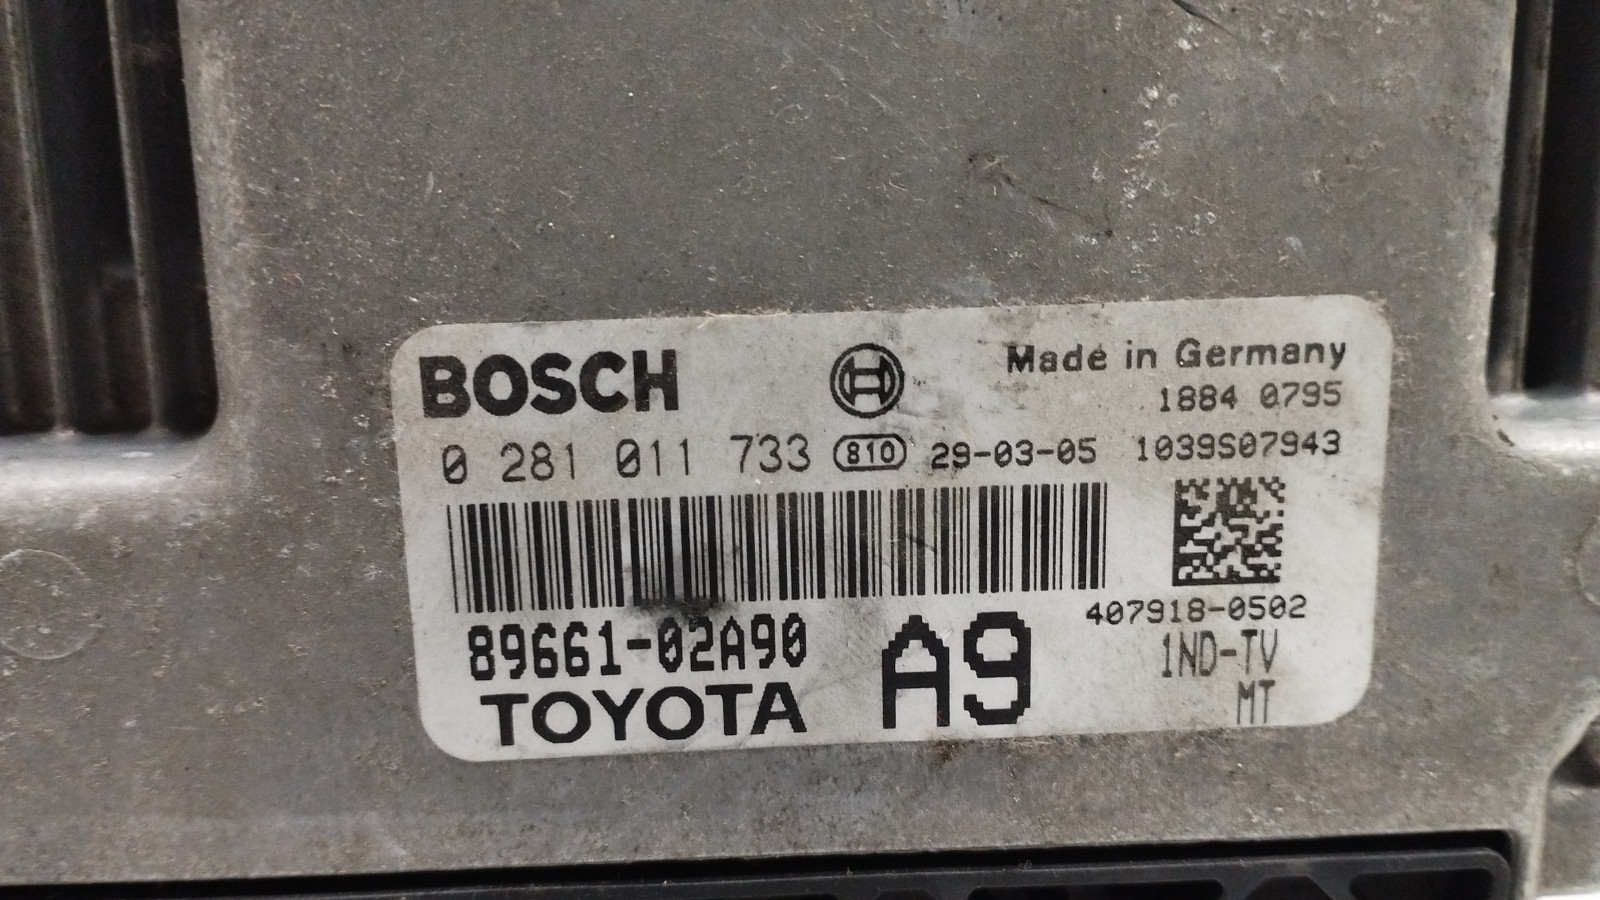 BOSCH
Made in Germany
1884 0795
0 281 011 733 810 29-03-05 1039S07943
407918-0502
89661-02A90 A9 1ND-TV
TOYOTA MT